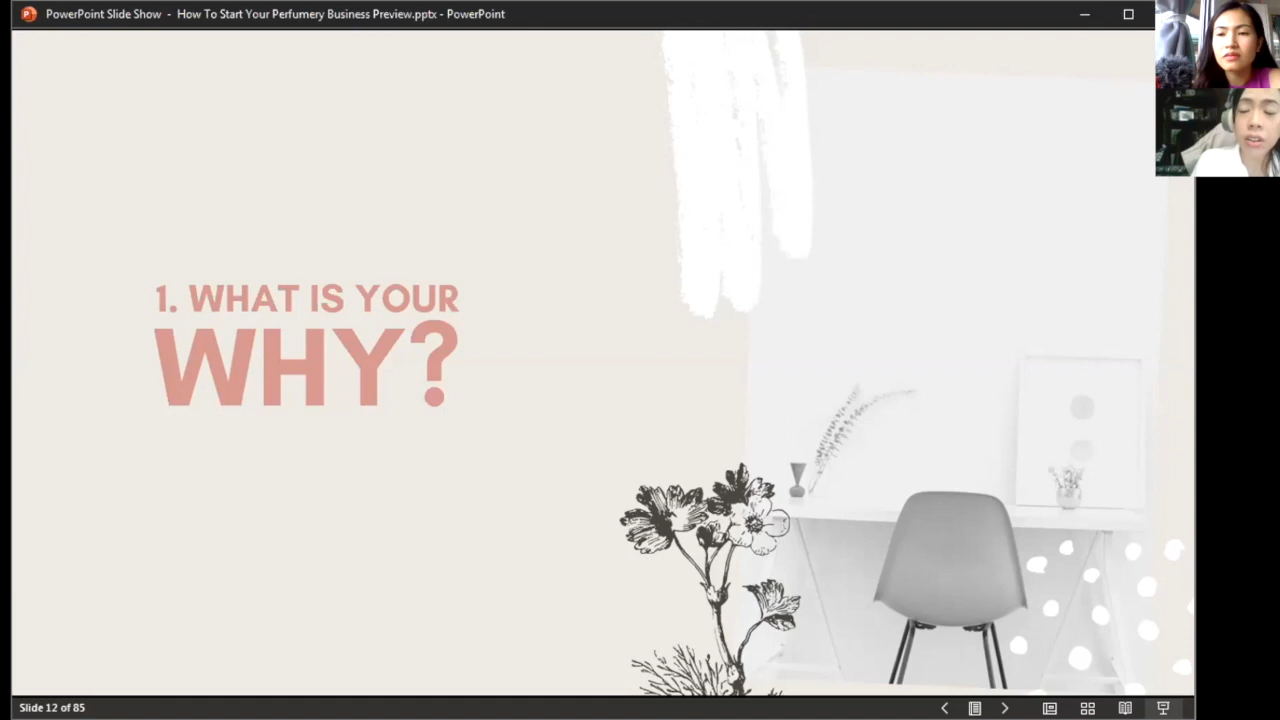 PowerPoint Slide Show - How To Start Your Perfumery Business Preview.pptx - PowerPoint
1. WHAT IS YOUR
WHY?
Slide 12 of 85